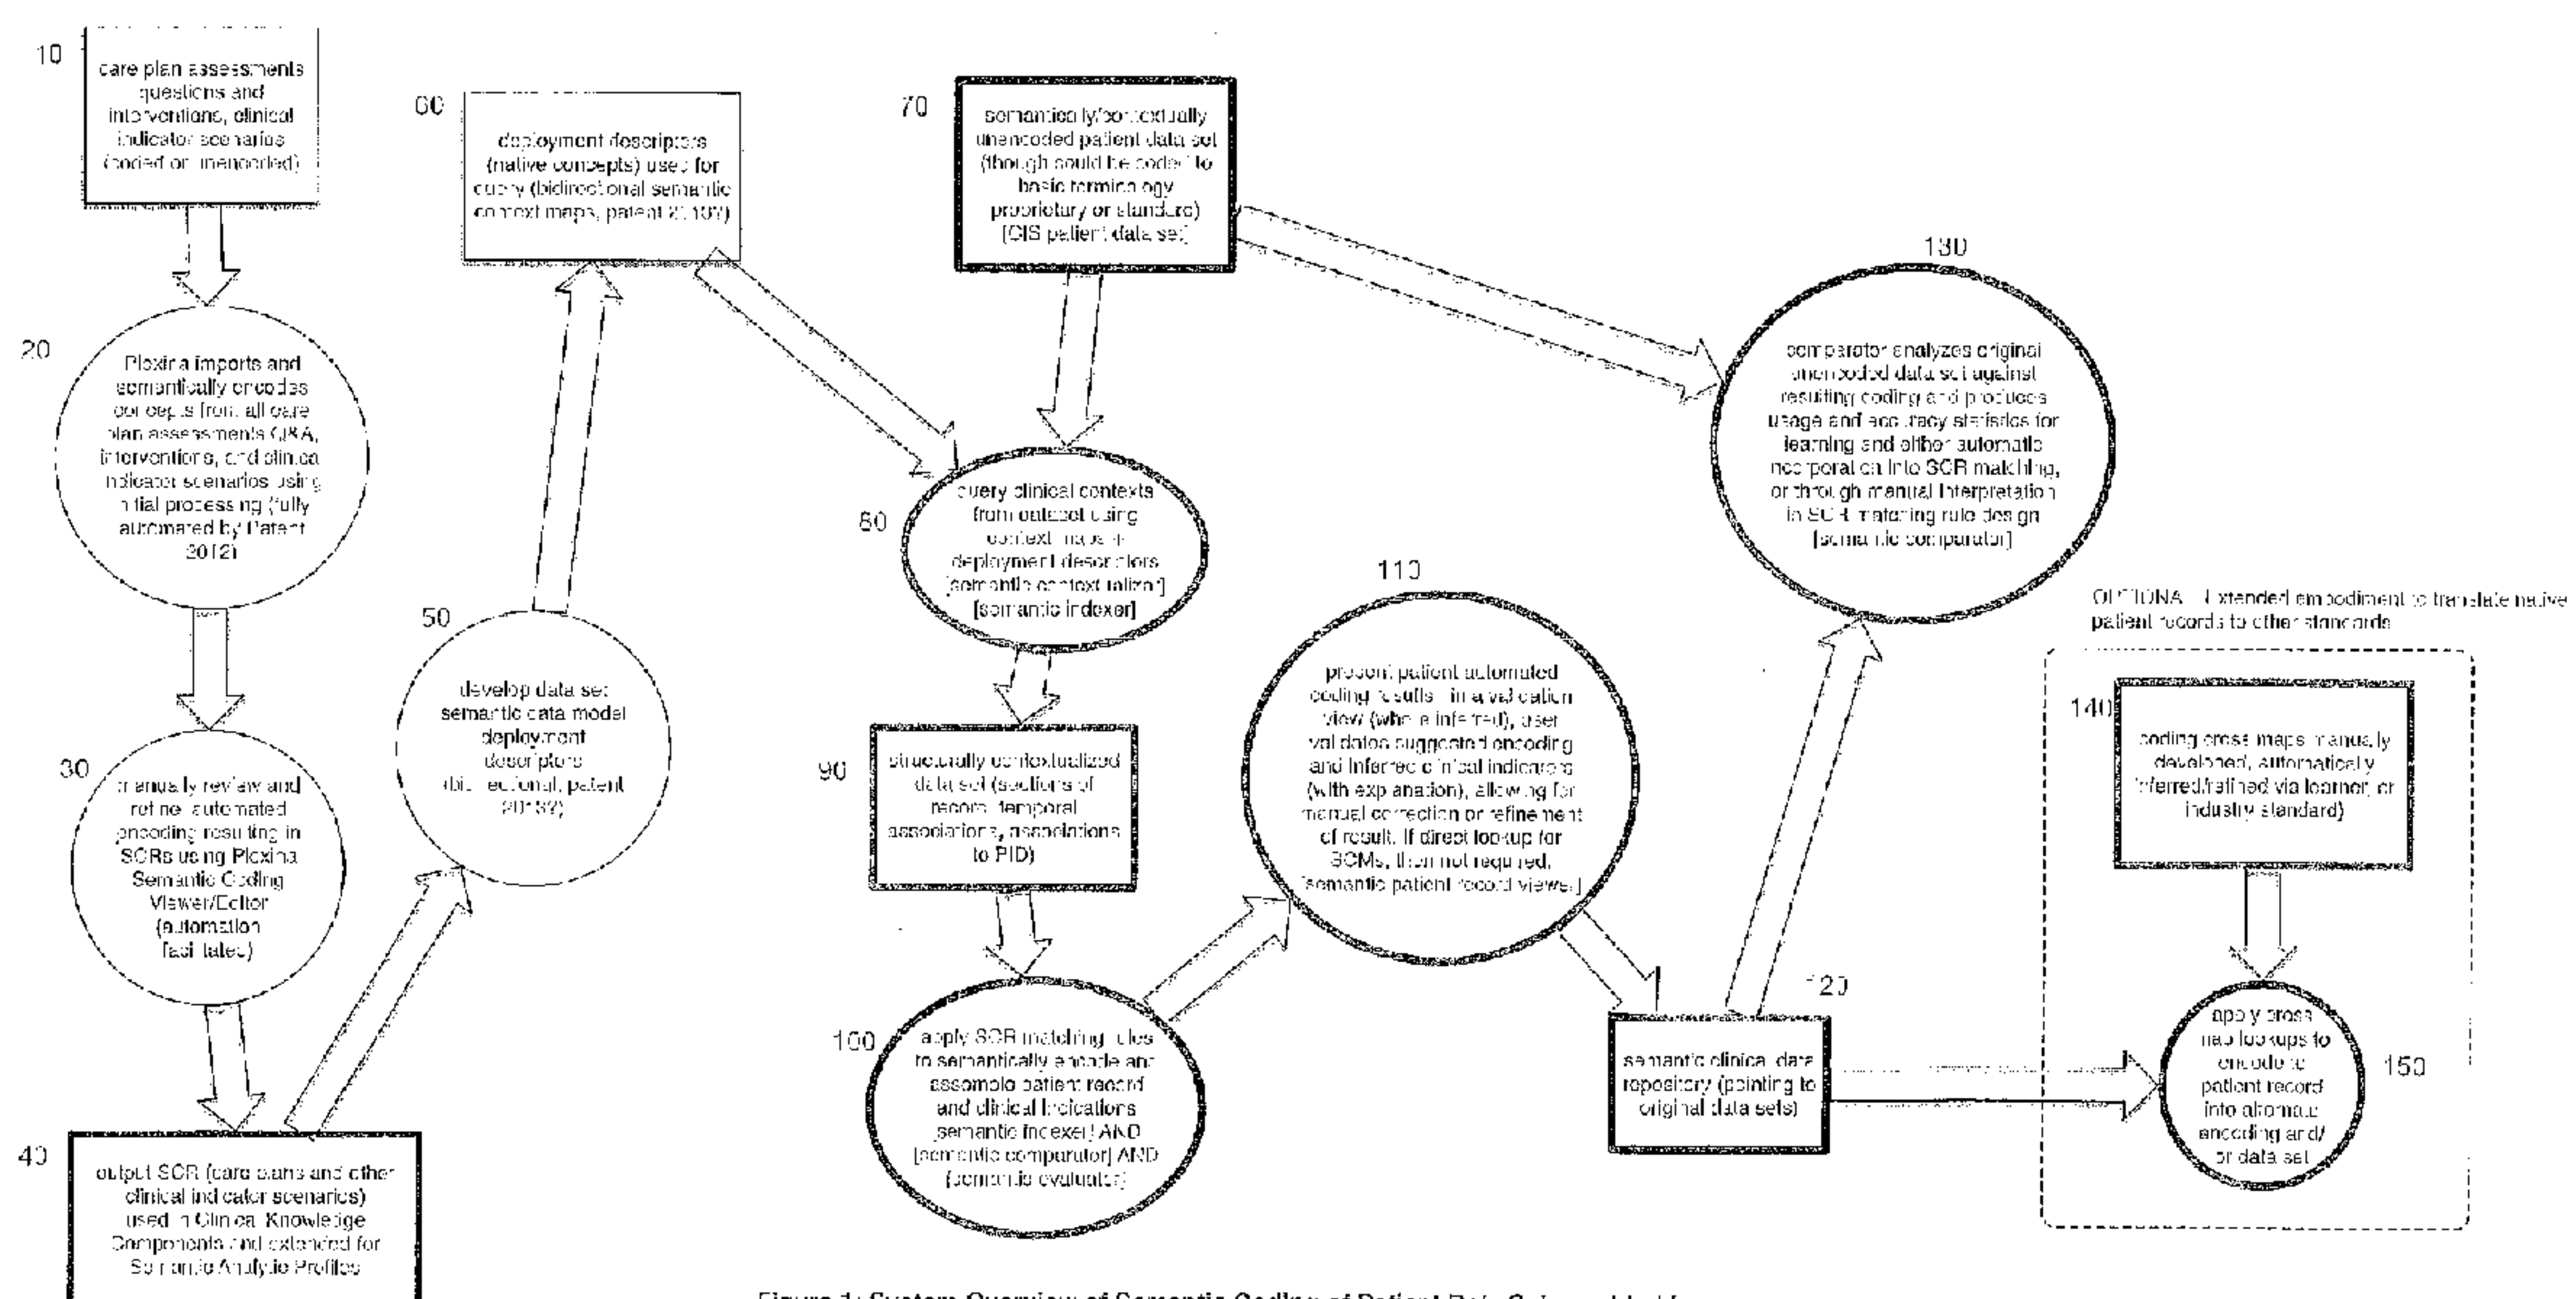 10
care plan assessments
questions and
interventions, clinical
indicator scenarios
(coded or unencoded)
20
Plexina imports and
semantically encodes
concepts from all care
plan assessments Q&A,
interventions, and clinical
indicator scenarios using
initial processing (fully
automated by Patent
2012)
30
manually review and
refine automated
encoding resulting in
SCRs using Plexina
Semantic Coding
Viewer/Editor
(automation
facilitated)
40
output SCR (care plans and other
clinical indicator scenarios)
used in Clinical Knowledge
Components and extended for
Semantic Analytic Profiles
50
develop data set
semantic data model
deployment
descriptors
(bidirectional, patent
2013?)
60
deployment descriptors
(native concepts) used for
query (bidirectional semantic
context maps, patent 2013?)
70
semantically/contextually
unencoded patient data set
(though could be coded to
basic terminology
proprietary or standard)
[CIS patient data set]
80
query clinical contexts
from dataset using
context maps
deployment descriptors
[semantic contextualizer]
[semantic indexer]
90
structurally contextualized
data set (sections of
record, temporal
associations, associations
to PID)
100
apply SCR matching rules
to semantically encode and
assemble patient record
and clinical indications
[semantic indexer] AND
[semantic comparator] AND
[semantic evaluator]
110
present patient automated
coding results in a validation
view (where inferred), user
validates suggested encoding
and inferred clinical indicators
(with explanation), allowing for
manual correction or refinement
of result. If direct lookup for
SCMs, then not required.
[semantic patient record viewer]
120
semantic clinical data
repository (pointing to
original data sets)
130
comparator analyzes original
unencoded data set against
resulting coding and produces
usage and accuracy statistics for
learning and either automatic
incorporation into SCR matching,
or through manual interpretation
in SCR matching rule design
[semantic comparator]
OPTIONAL Extended embodiment to translate native
patient records to other standards
140
coding cross maps manually
developed, automatically
inferred/refined via learner, or
industry standard)
150
apply cross
map lookups to
encode to
patient record
into alternate
encoding and/
or data set
Figure 1: System Overview of Semantic Coding of Patient Data